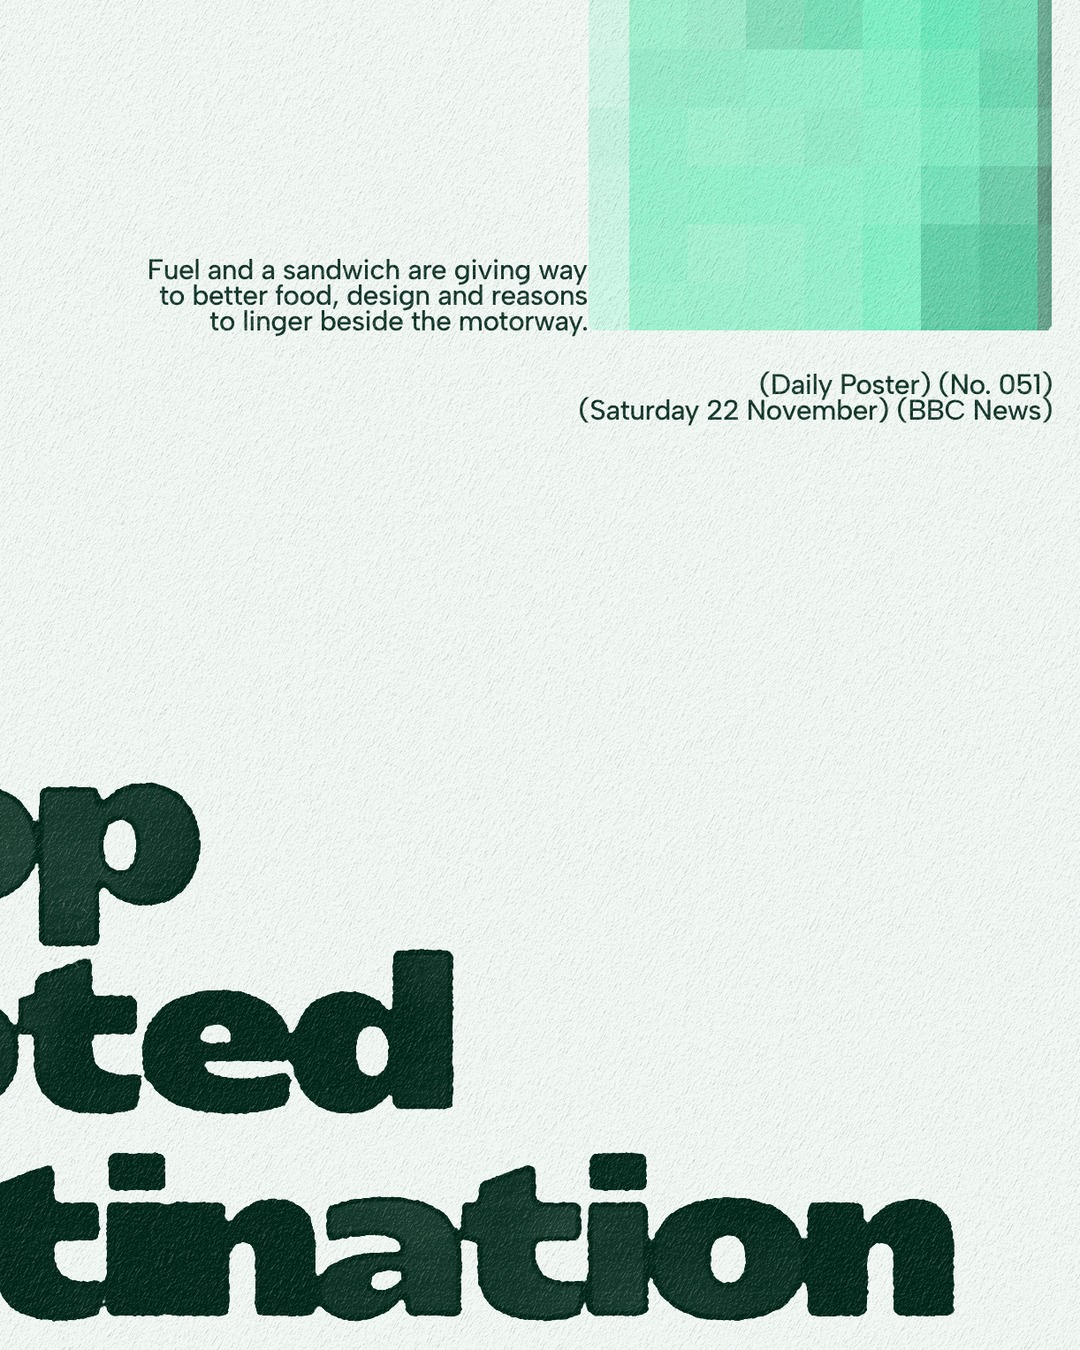 Fuel and a sandwich are giving way
to better food, design and reasons
to linger beside the motorway.
(Daily Poster) (No. 051)
(Saturday 22 November) (BBC News)
op
oted
tination